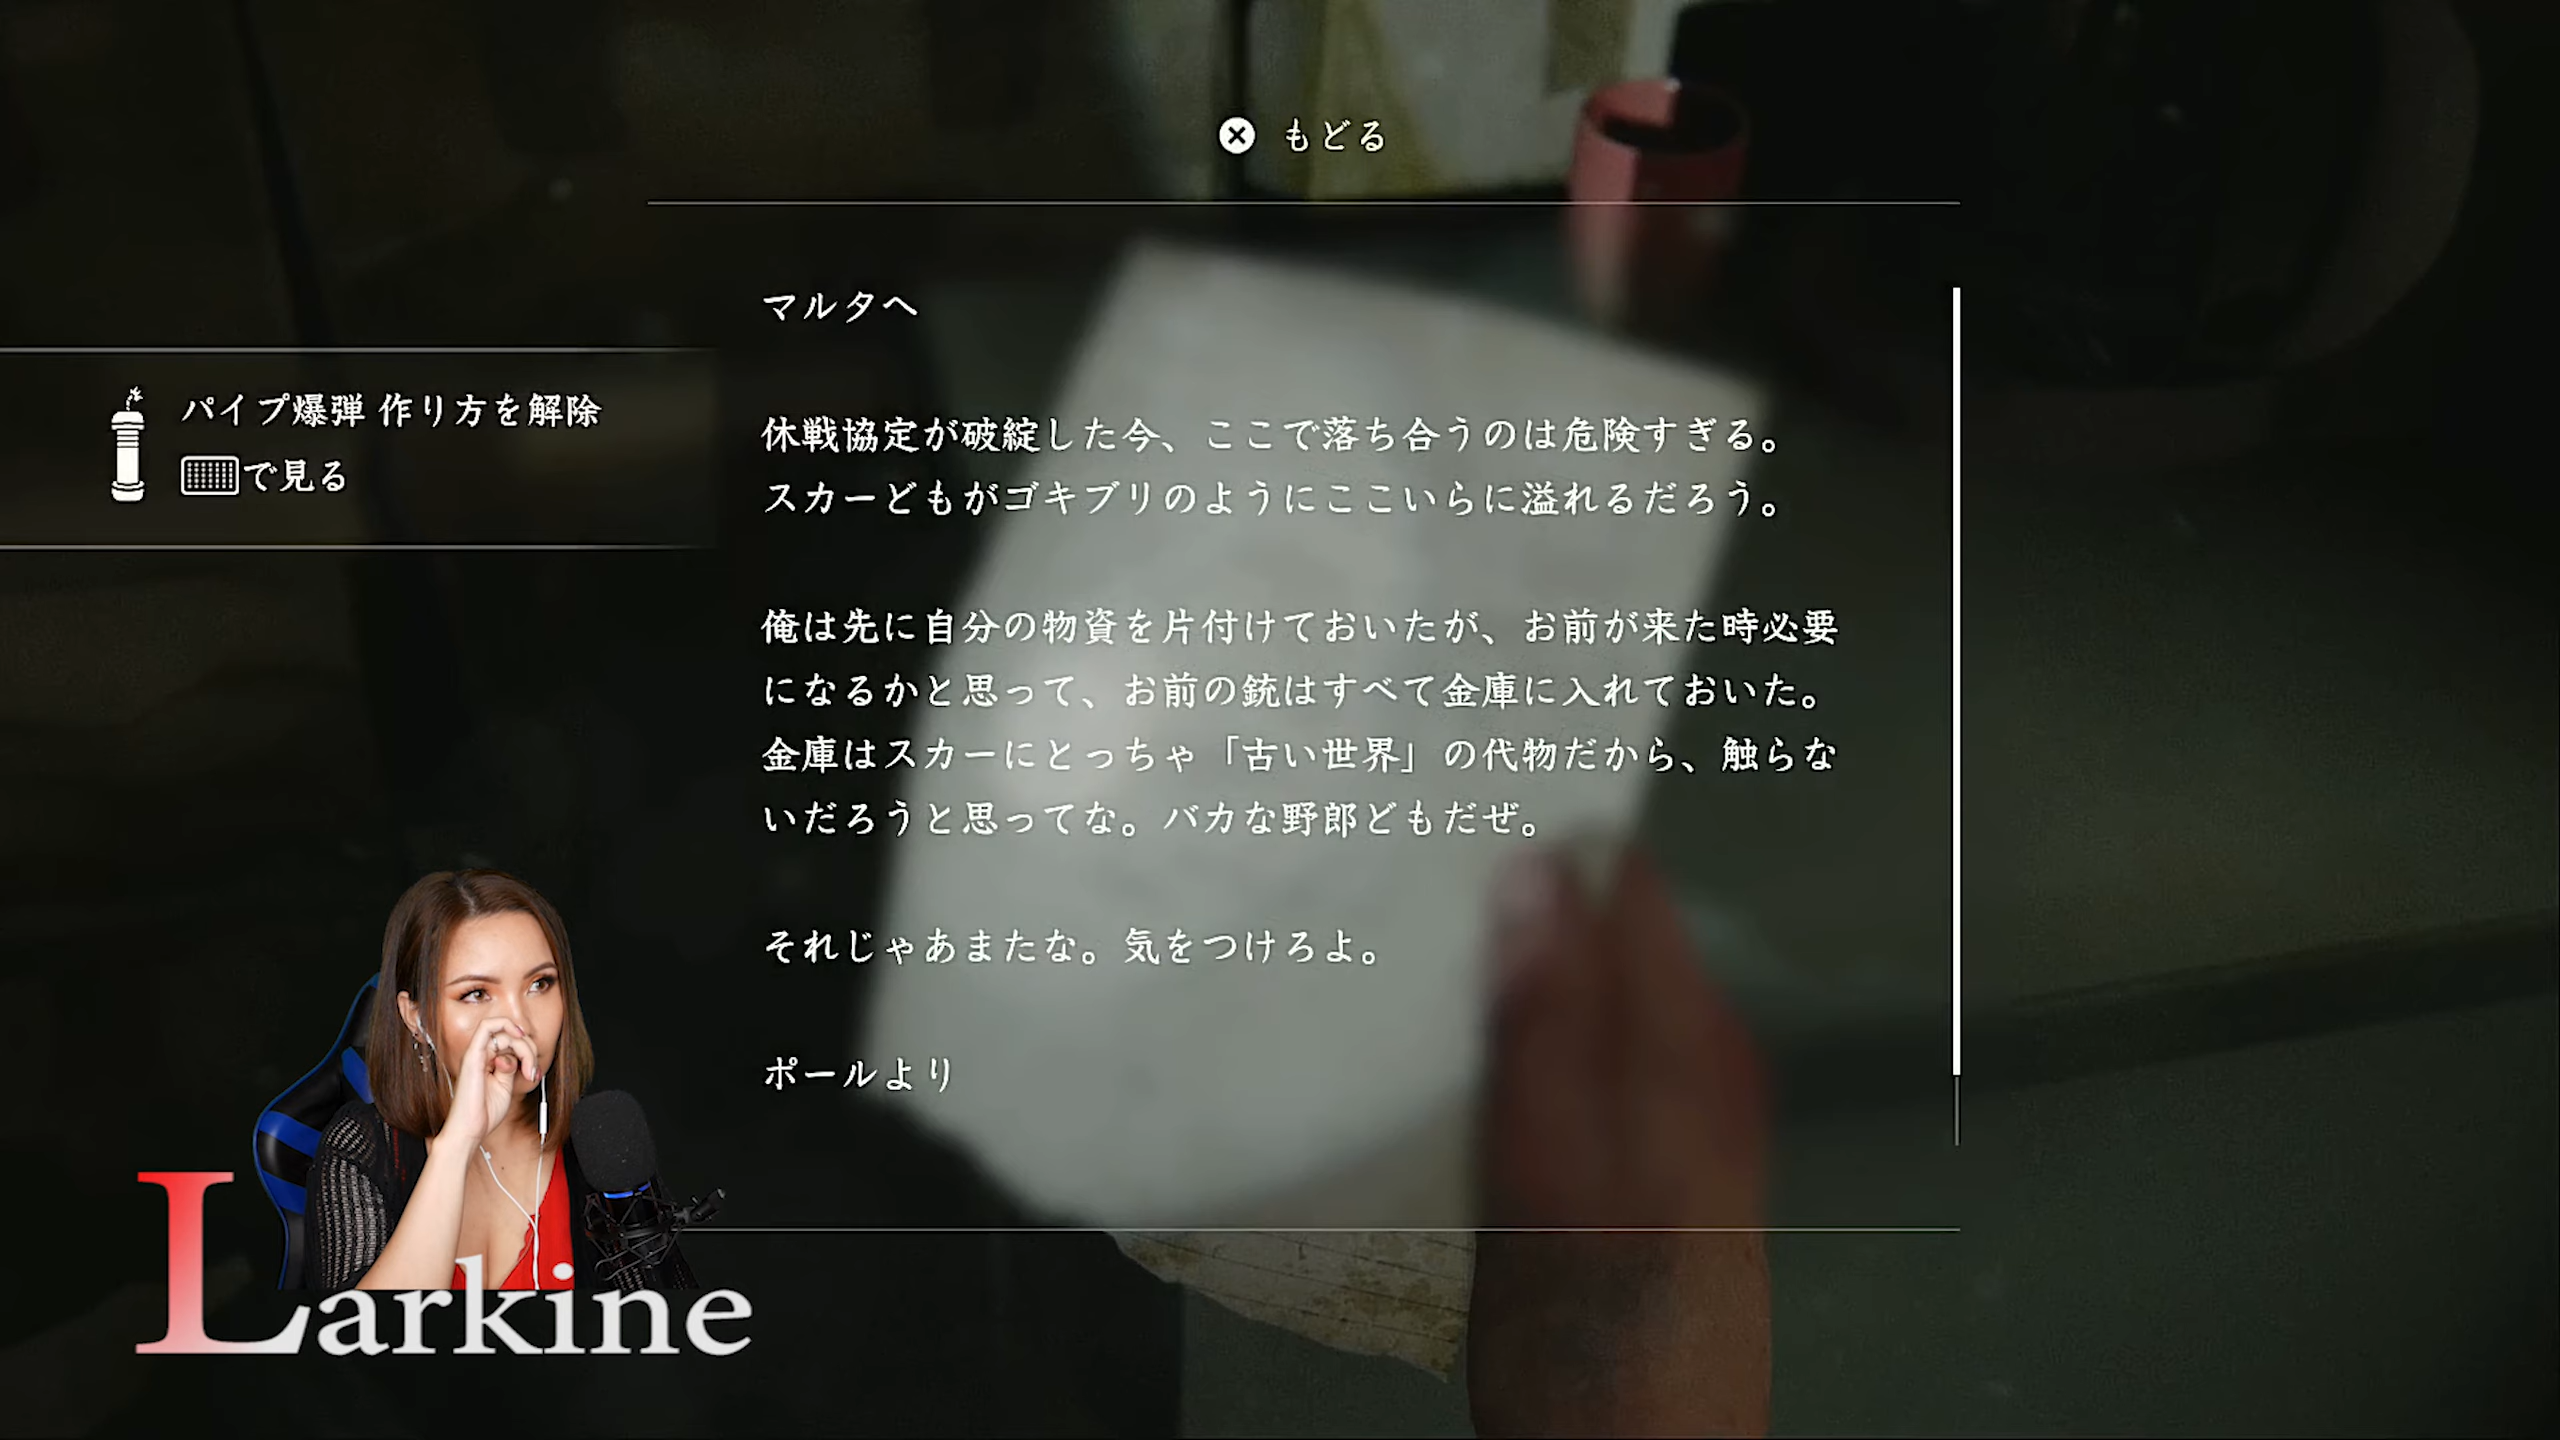 もどる
マルタへ
パイプ爆弾 作り方を解除
で見る
休戦協定が破綻した今、ここで落ち合うのは危険すぎる。
スカーどもがゴキブリのようにここいらに溢れるだろう。
俺は先に自分の物資を片付けておいたが、お前が来た時必要
になるかと思って、お前の銃はすべて金庫に入れておいた。
金庫はスカーにとっちゃ「古い世界」の代物だから、触らな
いだろうと思ってな。バカな野郎どもだぜ。
それじゃあまたな。気をつけろよ。
ポールより
Larkine